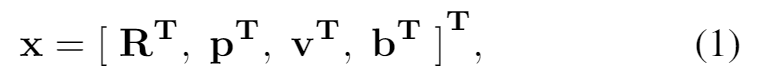 x = [ R^T, p^T, v^T, b^T ]^T, (1)